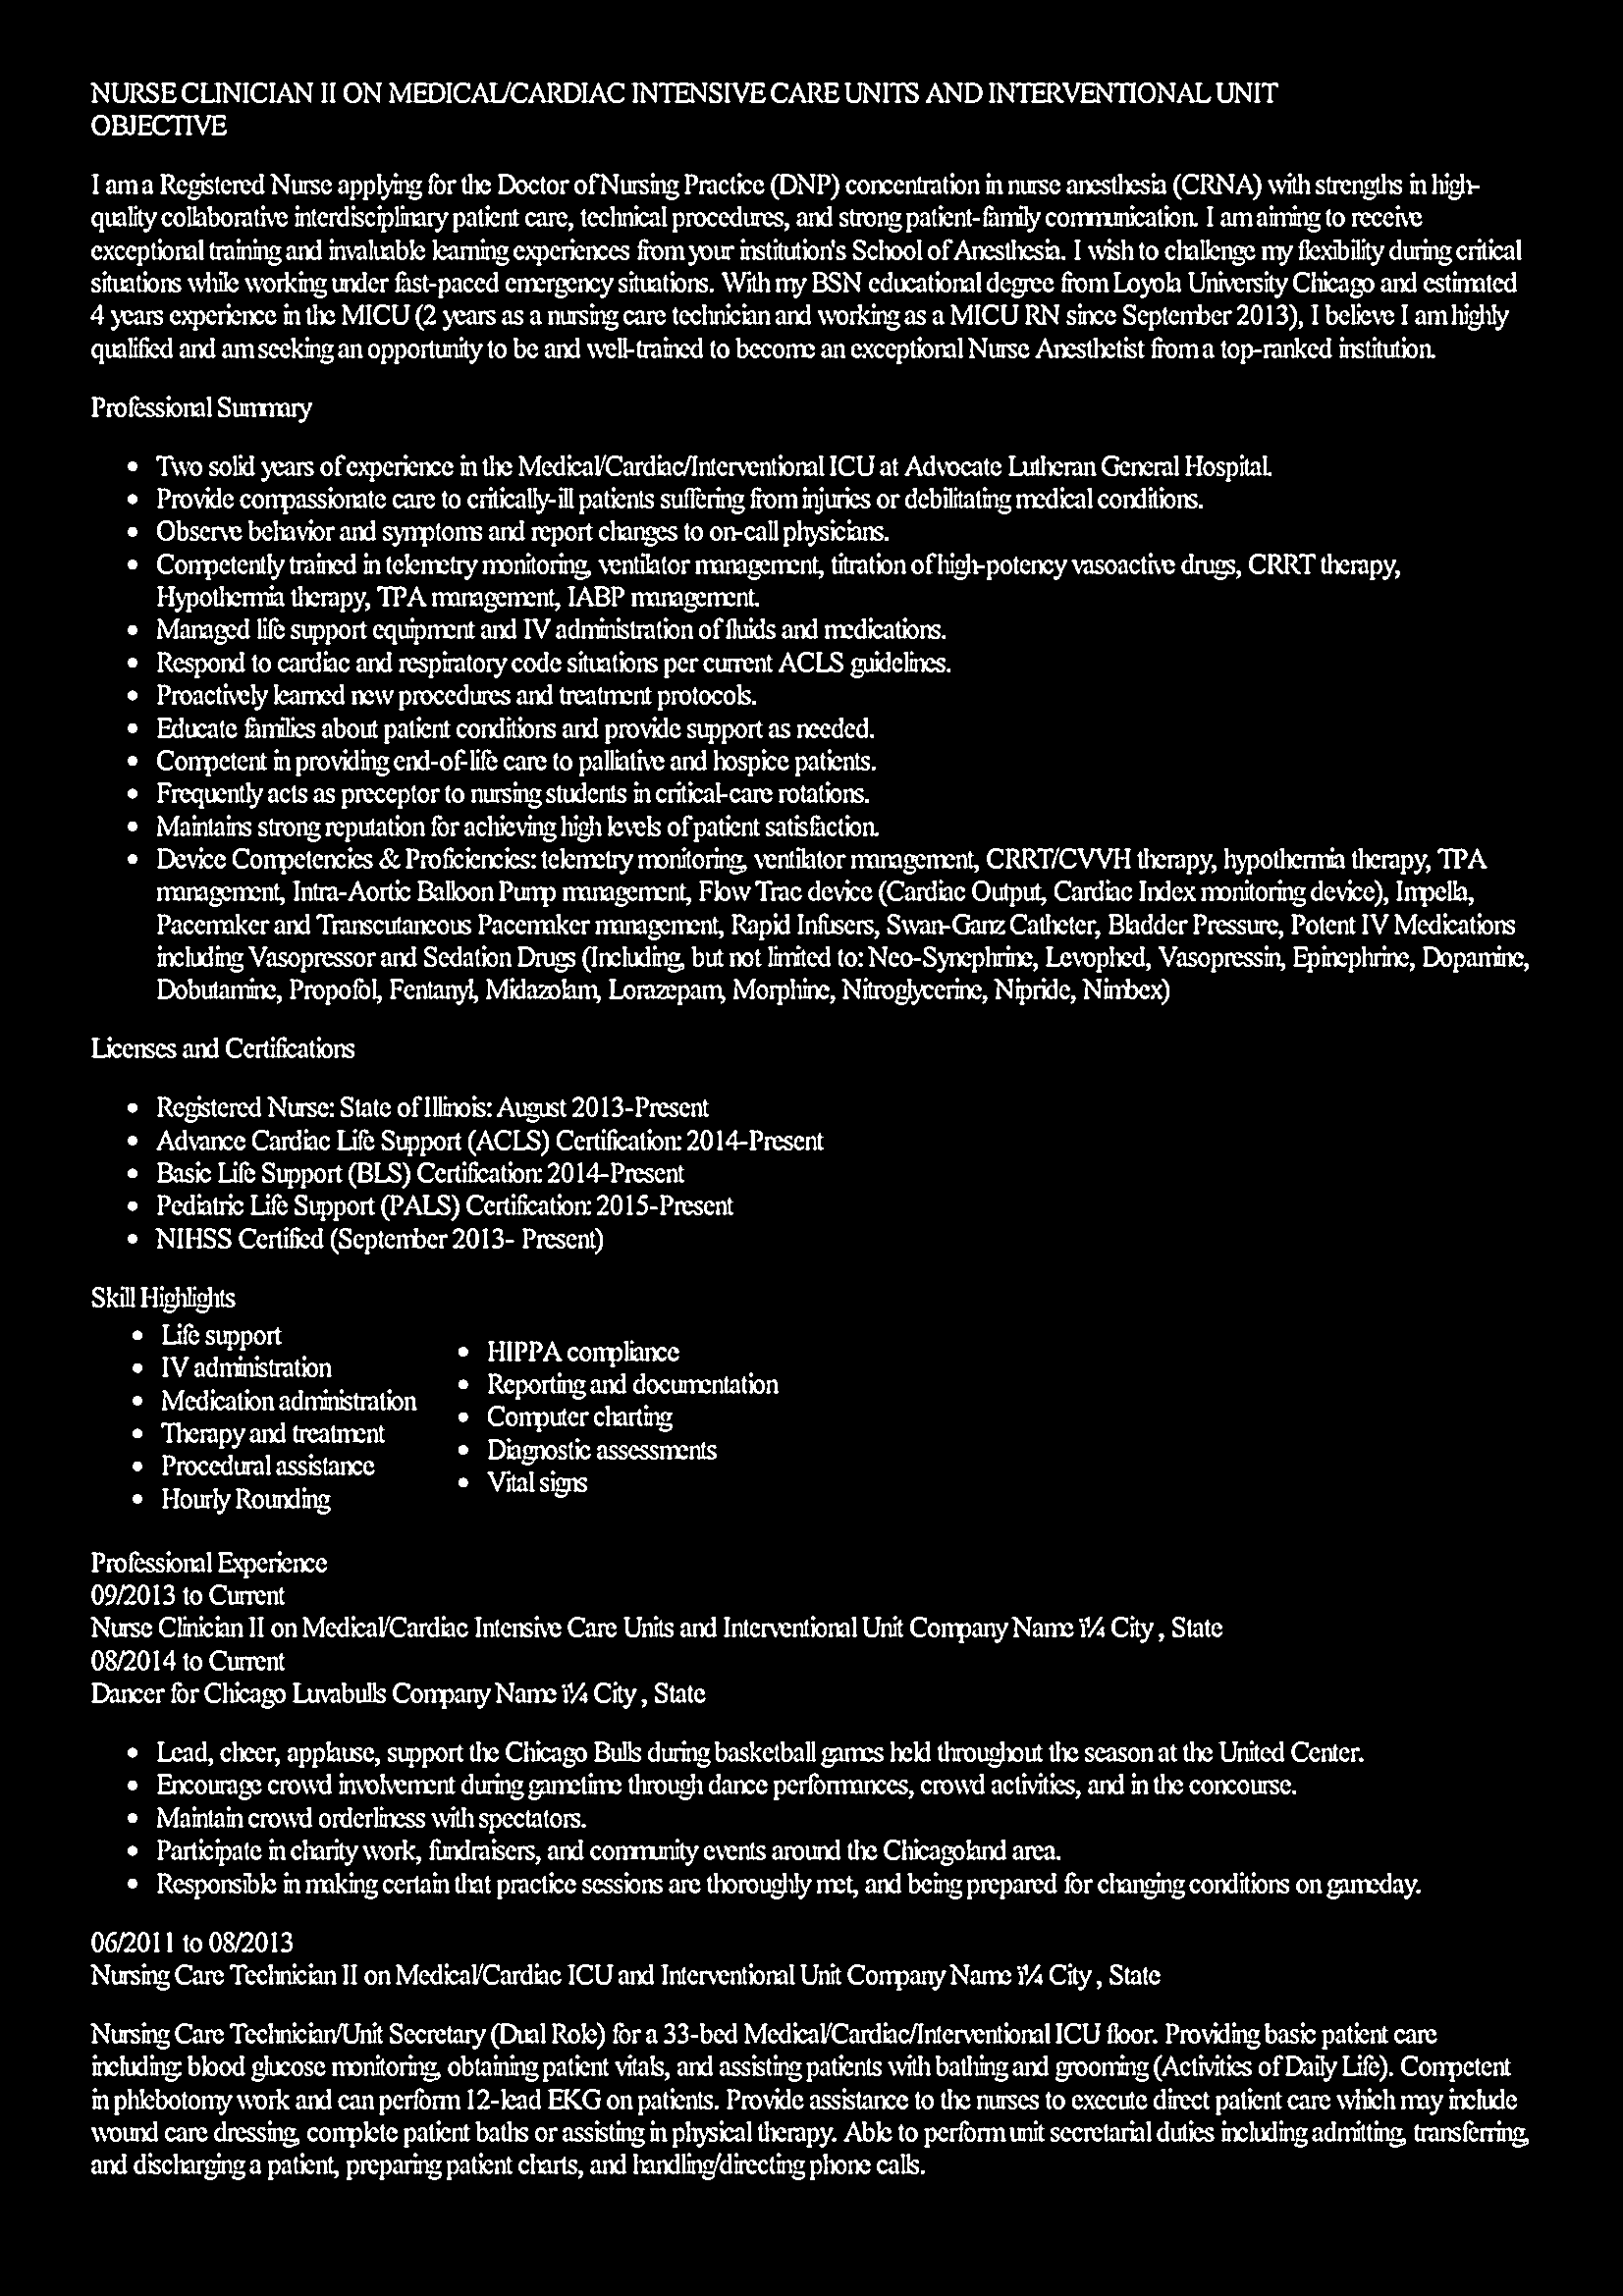 NURSE CLINICIAN II ON MEDICAL/CARDIAC INTENSIVE CARE UNITS AND INTERVENTIONAL UNIT
OBJECTIVE
I am a Registered Nurse applying for the Doctor of Nursing Practice (DNP) concentration in nurse anesthesia (CRNA) with strengths in high-
quality collaborative interdisciplinary patient care, technical procedures, and strong patient-family communication. I am aiming to receive
exceptional training and invaluable learning experiences from your institution's School of Anesthesia. I wish to challenge my flexibility during critical
situations while working under fast-paced emergency situations. With my BSN educational degree from Loyola University Chicago and estimated
4 years experience in the MICU (2 years as a nursing care technician and working as a MICU RN since September 2013), I believe I am highly
qualified and am seeking an opportunity to be and well-trained to become an exceptional Nurse Anesthetist from a top-ranked institution.
Professional Summary
• Two solid years of experience in the Medical/Cardiac/Interventional ICU at Advocate Lutheran General Hospital.
• Provide compassionate care to critically-ill patients suffering from injuries or debilitating medical conditions.
• Observe behavior and symptoms and report changes to on-call physicians.
• Competently trained in telemetry monitoring, ventilator management, titration of high-potency vasoactive drugs, CRRT therapy,
Hypothermia therapy, TPA management, IABP management.
• Managed life support equipment and IV administration of fluids and medications.
• Respond to cardiac and respiratory code situations per current ACLS guidelines.
• Proactively learned new procedures and treatment protocols.
• Educate families about patient conditions and provide support as needed.
• Competent in providing end-of-life care to palliative and hospice patients.
• Frequently acts as preceptor to nursing students in critical-care rotations.
• Maintains strong reputation for achieving high levels of patient satisfaction.
• Device Competencies & Proficiencies: telemetry monitoring, ventilator management, CRRT/CVVH therapy, hypothermia therapy, TPA
management, Intra-Aortic Balloon Pump management, Flow Trac device (Cardiac Output, Cardiac Index monitoring device), Impella,
Pacemaker and Transcutaneous Pacemaker management, Rapid Infusers, Swan-Ganz Catheter, Bladder Pressure, Potent IV Medications
including Vasopressor and Sedation Drugs (Including, but not limited to: Neo-Synephrine, Levophed, Vasopressin, Epinephrine, Dopamine,
Dobutamine, Propofol, Fentanyl, Midazolam, Lorazepam, Morphine, Nitroglycerine, Nipride, Nimbex)
Licenses and Certifications
• Registered Nurse: State of Illinois: August 2013-Present
• Advance Cardiac Life Support (ACLS) Certification: 2014-Present
• Basic Life Support (BLS) Certification: 2014-Present
• Pediatric Life Support (PALS) Certification: 2015-Present
• NIHSS Certified (September 2013- Present)
Skill Highlights
• Life support
• IV administration
• Medication administration
• Therapy and treatment
• Procedural assistance
• Hourly Rounding
• HIPPA compliance
• Reporting and documentation
• Computer charting
• Diagnostic assessments
• Vital signs
Professional Experience
09/2013 to Current
Nurse Clinician II on Medical/Cardiac Intensive Care Units and Interventional Unit Company Name ï¼ City , State
08/2014 to Current
Dancer for Chicago Luvabulls Company Name ï¼ City , State
• Lead, cheer, applause, support the Chicago Bulls during basketball games held throughout the season at the United Center.
• Encourage crowd involvement during gametime through dance performances, crowd activities, and in the concourse.
• Maintain crowd orderliness with spectators.
• Participate in charity work, fundraisers, and community events around the Chicagoland area.
• Responsible in making certain that practice sessions are thoroughly met, and being prepared for changing conditions on gameday.
06/2011 to 08/2013
Nursing Care Technician II on Medical/Cardiac ICU and Interventional Unit Company Name ï¼ City , State
Nursing Care Technician/Unit Secretary (Dual Role) for a 33-bed Medical/Cardiac/Interventional ICU floor. Providing basic patient care
including: blood glucose monitoring, obtaining patient vitals, and assisting patients with bathing and grooming (Activities of Daily Life). Competent
in phlebotomy work and can perform 12-lead EKG on patients. Provide assistance to the nurses to execute direct patient care which may include
wound care dressing, complete patient baths or assisting in physical therapy. Able to perform unit secretarial duties including admitting, transferring,
and discharging a patient, preparing patient charts, and handling/directing phone calls.